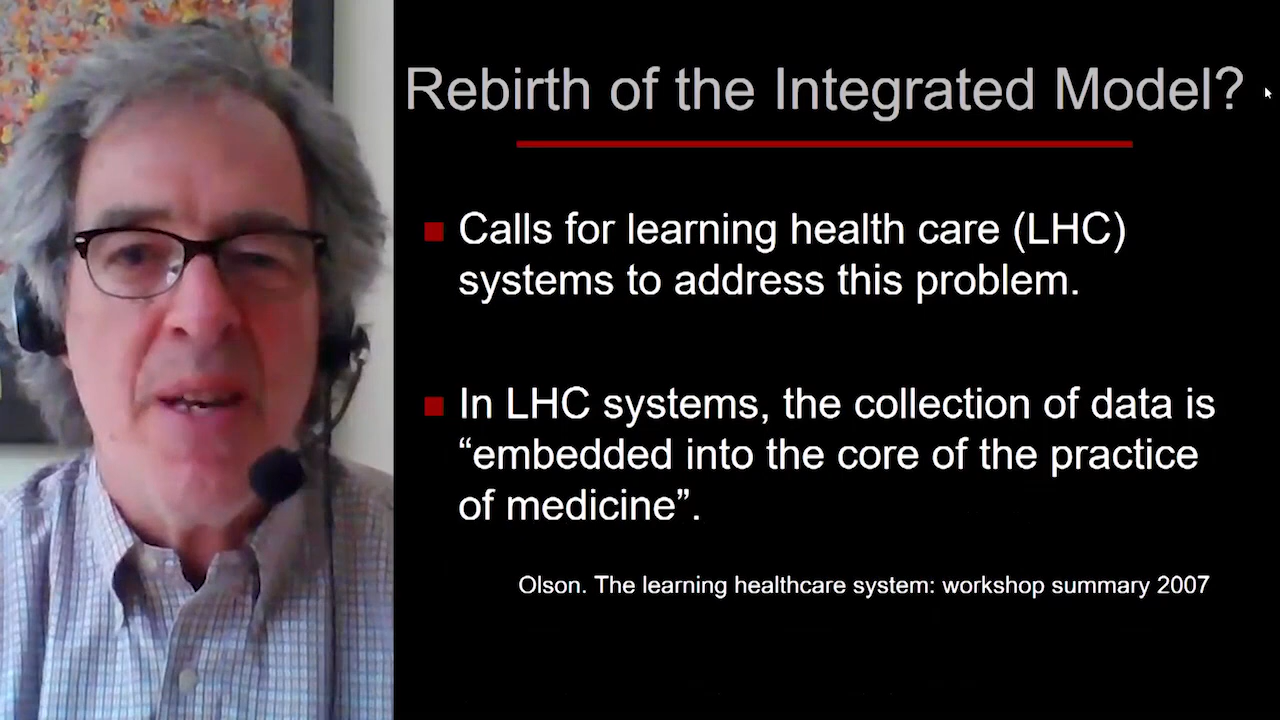 Rebirth of the Integrated Model?
Calls for learning health care (LHC)
systems to address this problem.
In LHC systems, the collection of data is
“embedded into the core of the practice
of medicine”.
Olson. The learning healthcare system: workshop summary 2007